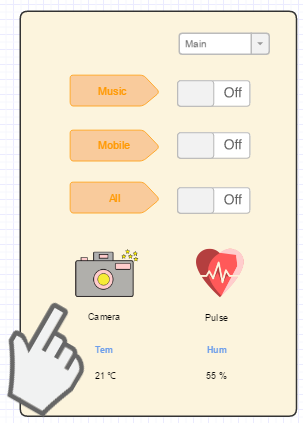 Main
Music Off
Mobile Off
All Off
Camera Pulse
Tem Hum
21 ℃ 55 %